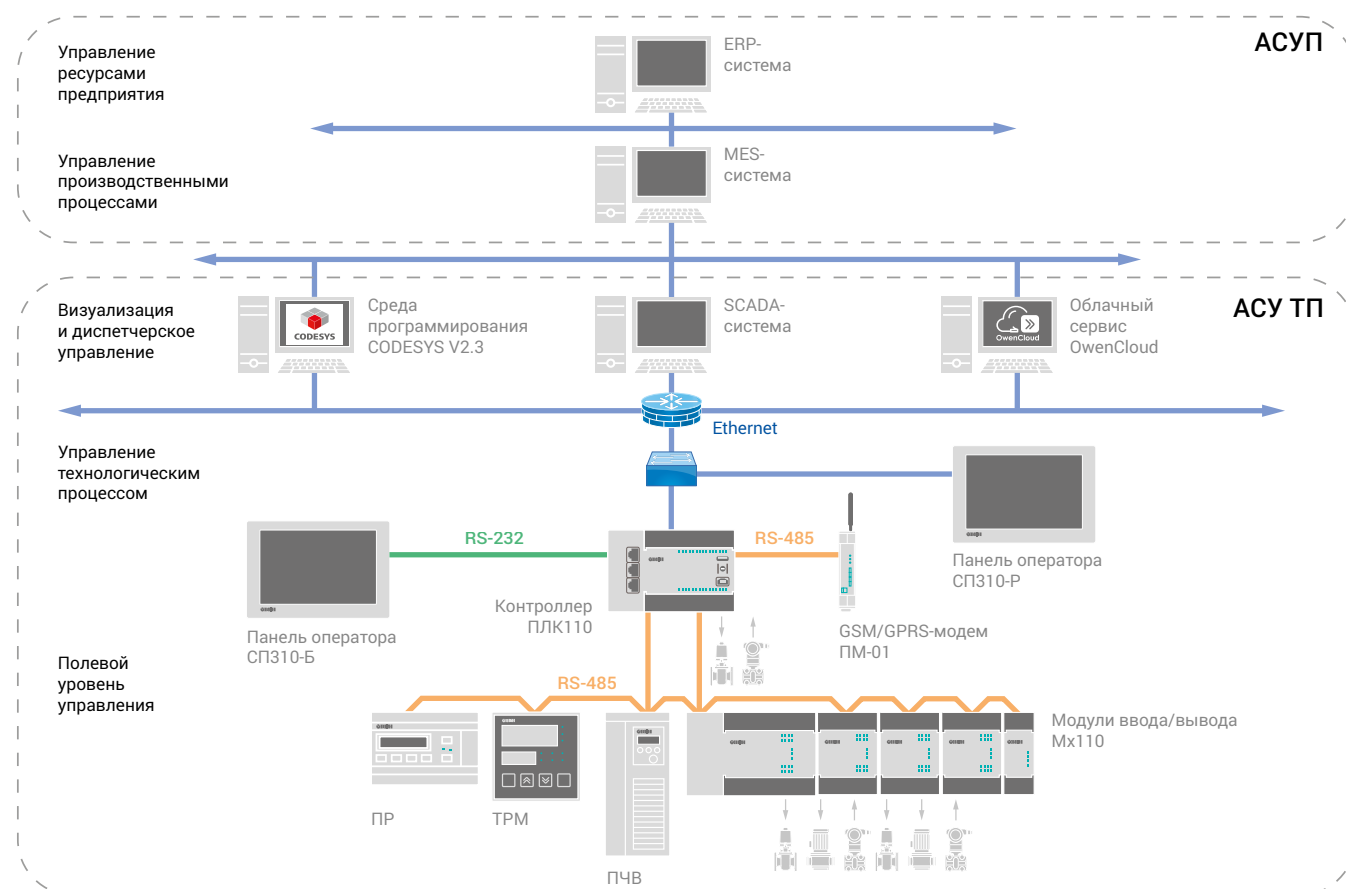 АСУП
Управление
ресурсами
предприятия
ERP-
система
Управление
производственными
процессами
MES-
система
АСУ ТП
Визуализация
и диспетчерское
управление
CODESYS
Среда
программирования
CODESYS V2.3
SCADA-
система
OwenCloud
Облачный
сервис
OwenCloud
Ethernet
Управление
технологическим
процессом
RS-232
RS-485
Панель оператора
СП310-Р
Контроллер
ПЛК110
GSM/GPRS-модем
ПМ-01
Панель оператора
СП310-Б
Полевой
уровень
управления
RS-485
Модули ввода/вывода
Мх110
ПР
ТРМ
ПЧВ